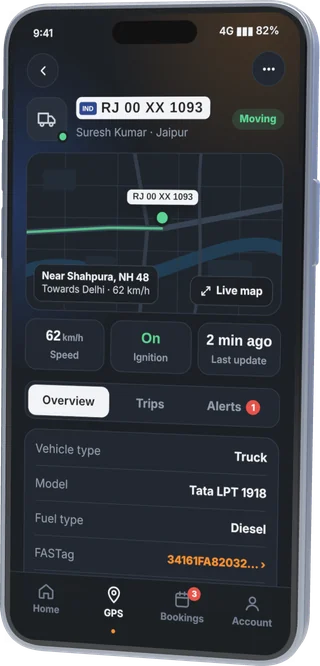 9:41
4G 82%
IND RJ 00 XX 1093
Suresh Kumar · Jaipur
Moving
RJ 00 XX 1093
Near Shahpura, NH 48
Towards Delhi · 62 km/h
Live map
62 km/h
Speed
On
Ignition
2 min ago
Last update
Overview
Trips
Alerts 1
Vehicle type
Truck
Model
Tata LPT 1918
Fuel type
Diesel
FASTag
34161FA82032... ›
Home
GPS
3
Bookings
Account